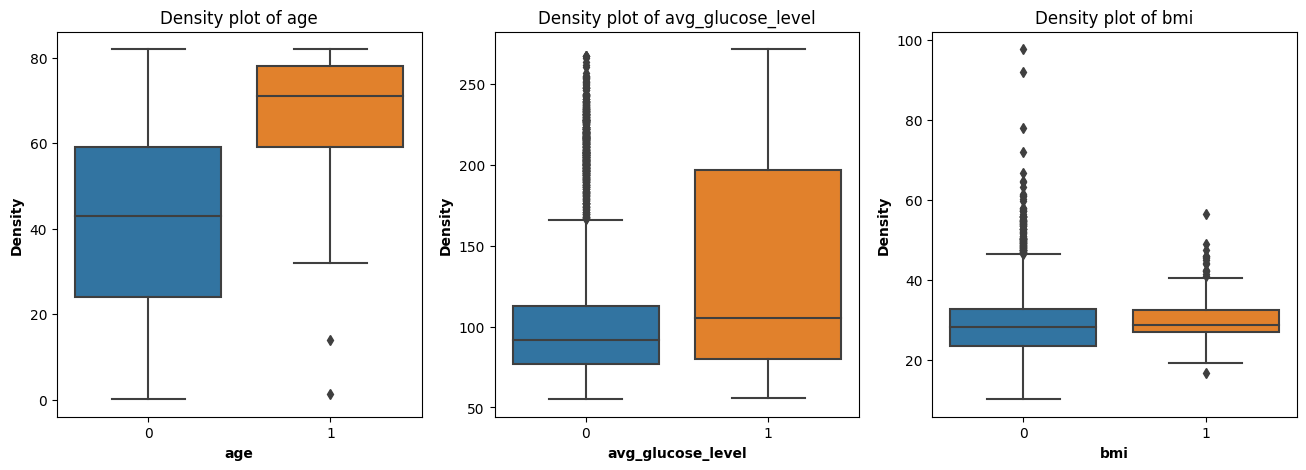 Density plot of age
Density
80
60
40
20
0
0 1
age
Density plot of avg_glucose_level
Density
250
200
150
100
50
0 1
avg_glucose_level
Density plot of bmi
Density
100
80
60
40
20
0 1
bmi